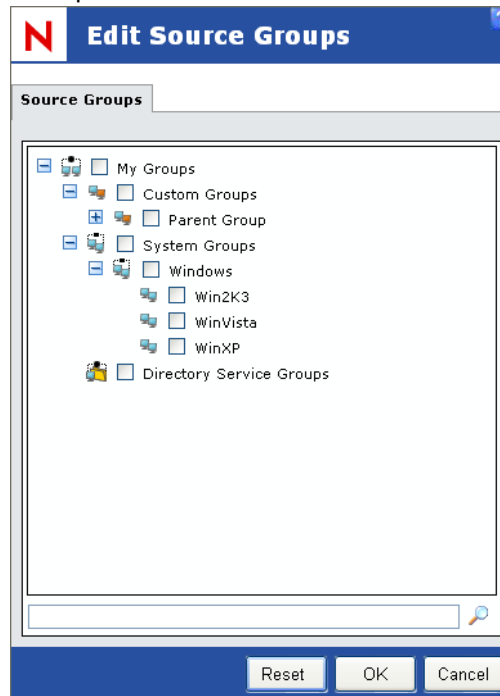 N Edit Source Groups
Source Groups
My Groups
Custom Groups
Parent Group
System Groups
Windows
Win2K3
WinVista
WinXP
Directory Service Groups
Reset OK Cancel